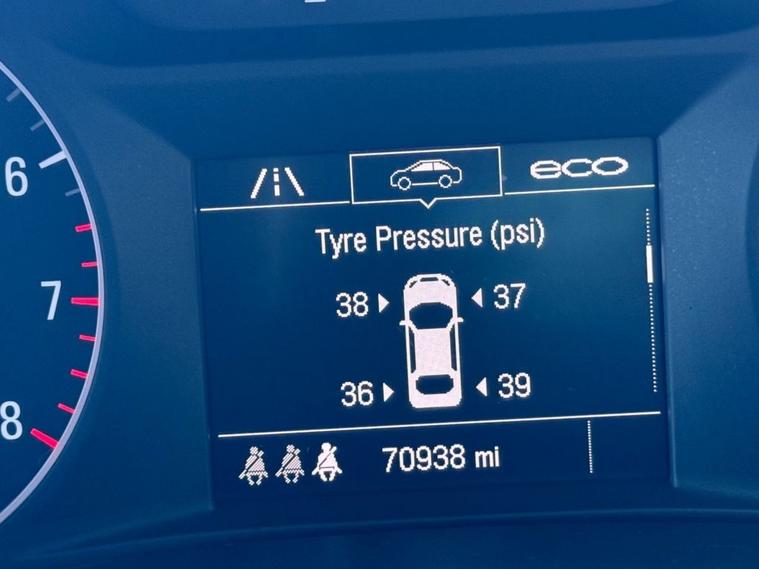 eco
Tyre Pressure (psi)
6
38 37
7
36 39
8
70938 mi